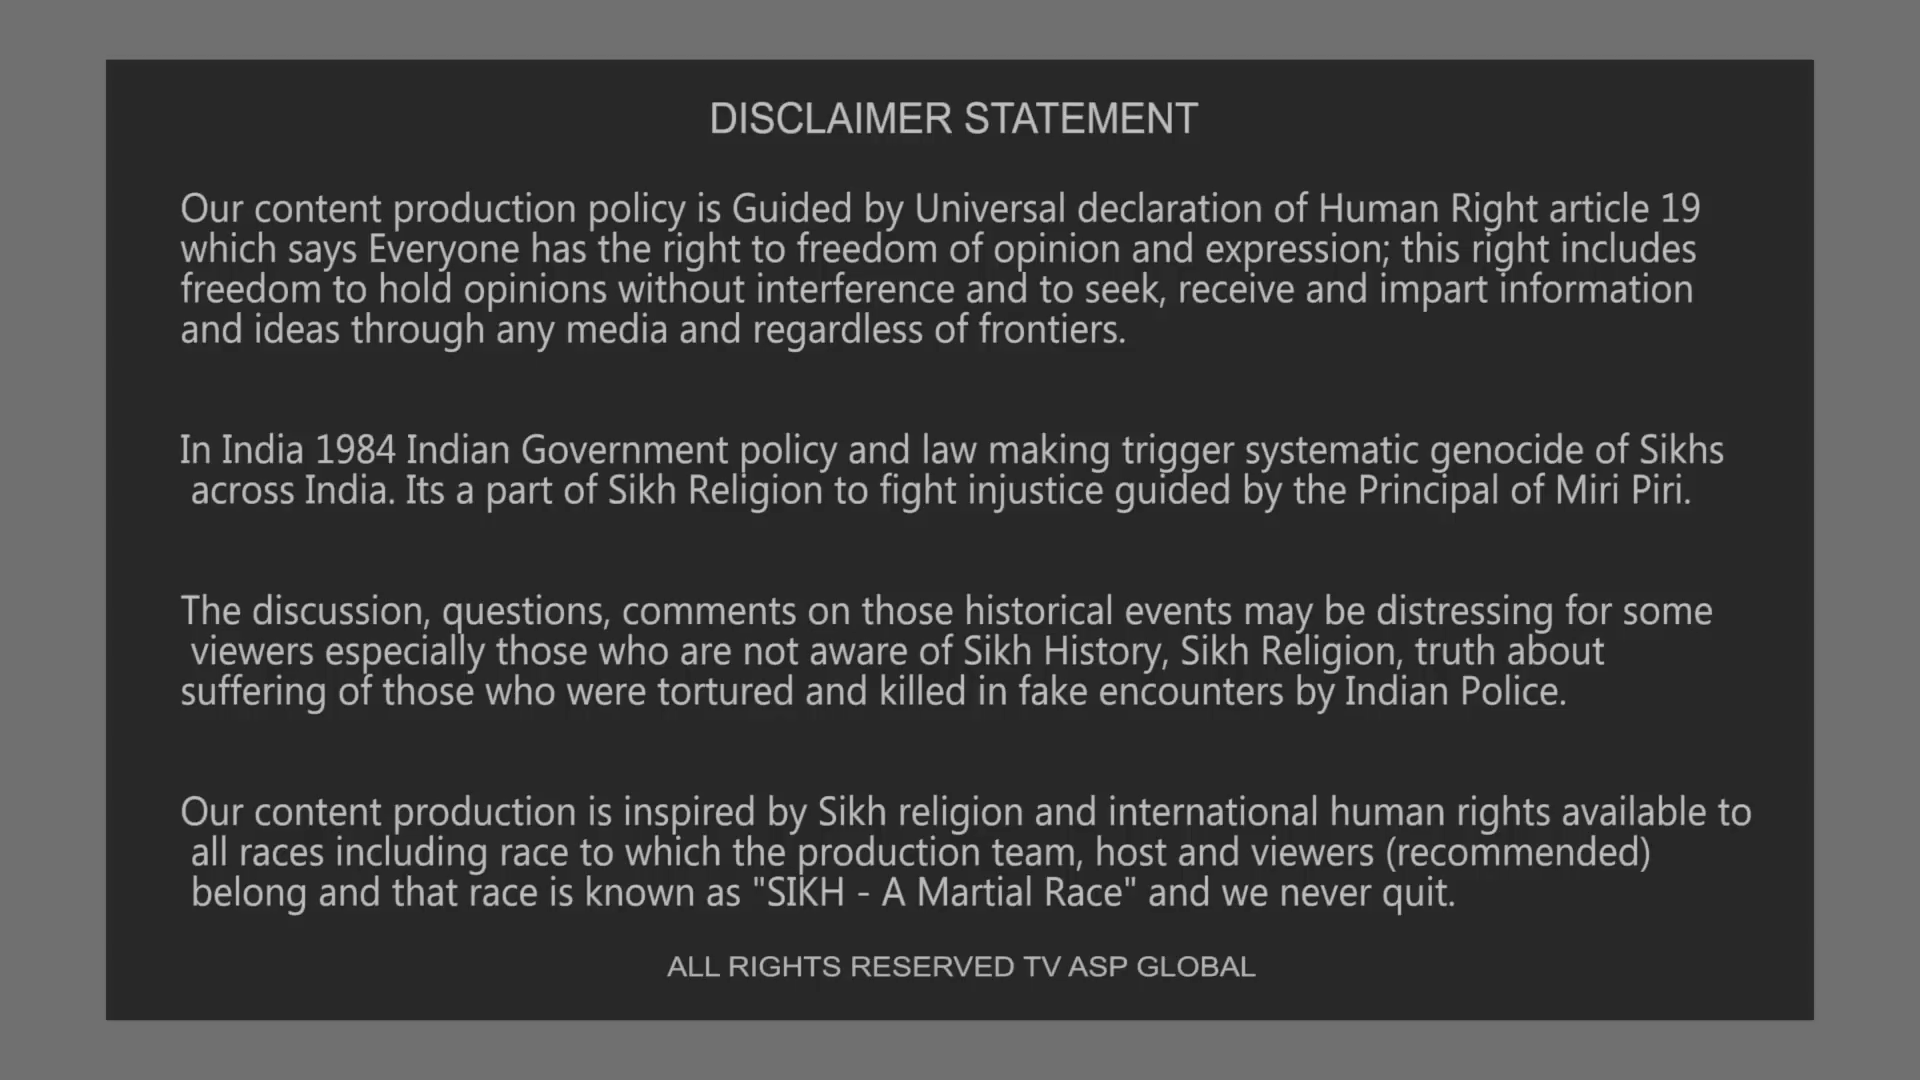 DISCLAIMER STATEMENT
Our content production policy is Guided by Universal declaration of Human Right article 19
which says Everyone has the right to freedom of opinion and expression; this right includes
freedom to hold opinions without interference and to seek, receive and impart information
and ideas through any media and regardless of frontiers.
In India 1984 Indian Government policy and law making trigger systematic genocide of Sikhs
across India. Its a part of Sikh Religion to fight injustice guided by the Principal of Miri Piri.
The discussion, questions, comments on those historical events may be distressing for some
viewers especially those who are not aware of Sikh History, Sikh Religion, truth about
suffering of those who were tortured and killed in fake encounters by Indian Police.
Our content production is inspired by Sikh religion and international human rights available to
all races including race to which the production team, host and viewers (recommended)
belong and that race is known as "SIKH - A Martial Race" and we never quit.
ALL RIGHTS RESERVED TV ASP GLOBAL